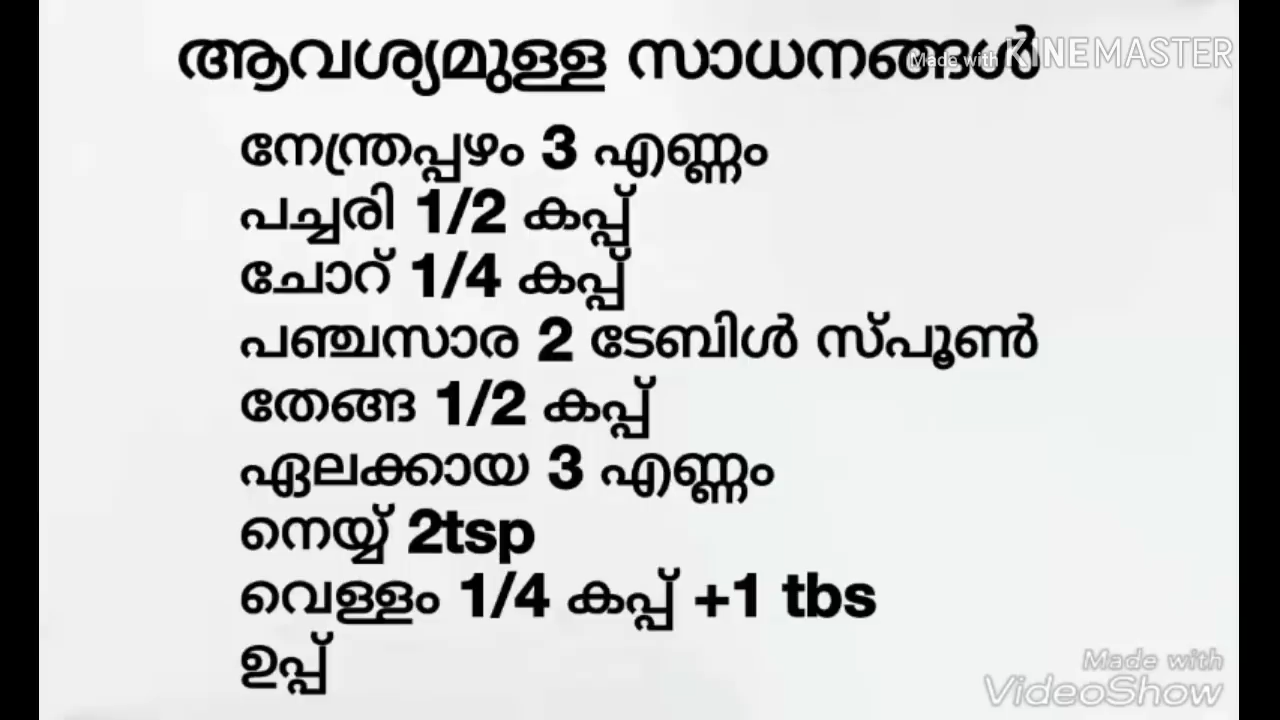 ആവശ്യമുള്ള സാധനങ്ങൾ
Made with KINEMASTER
നേന്ത്രപ്പഴം 3 എണ്ണം
പച്ചരി 1/2 കപ്പ്
ചോറ് 1/4 കപ്പ്
പഞ്ചസാര 2 ടേബിൾ സ്പൂൺ
തേങ്ങ 1/2 കപ്പ്
ഏലക്കായ 3 എണ്ണം
നെയ്യ് 2tsp
വെള്ളം 1/4 കപ്പ് +1 tbs
ഉപ്പ്
Made with
VideoShow